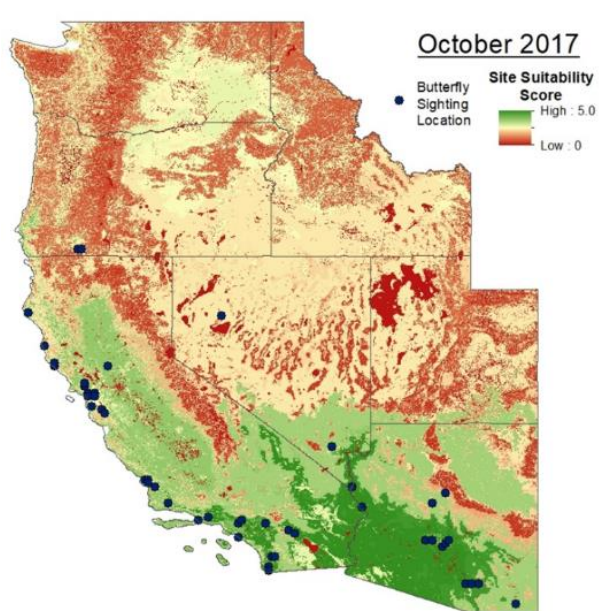 October 2017
Butterfly
Sighting
Location
Site Suitability
Score
High : 5.0
Low : 0